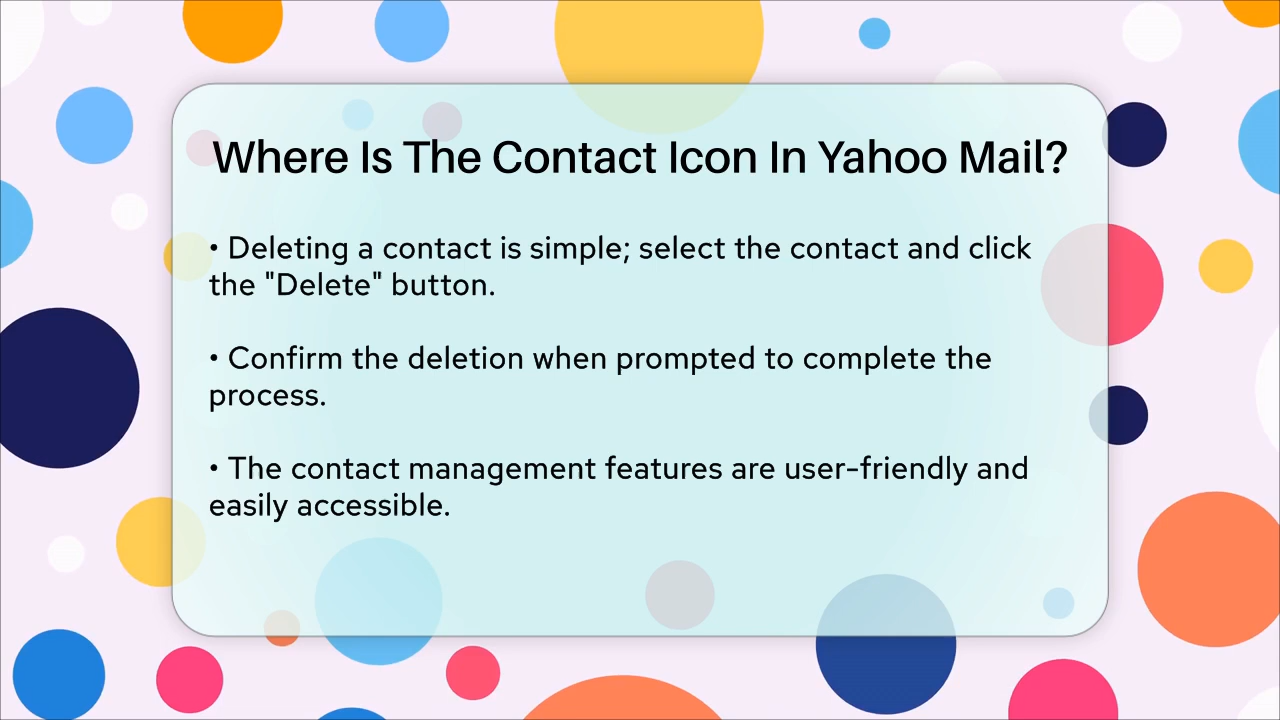 Where Is The Contact Icon In Yahoo Mail?
• Deleting a contact is simple; select the contact and click
the "Delete" button.
• Confirm the deletion when prompted to complete the
process.
• The contact management features are user-friendly and
easily accessible.